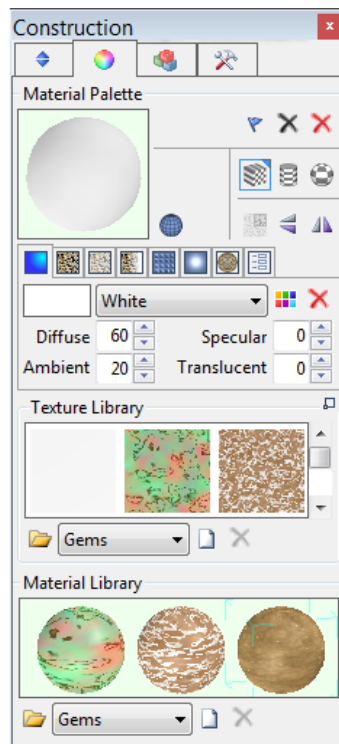 Construction
Material Palette
White
Diffuse 60 Specular 0
Ambient 20 Translucent 0
Texture Library
Gems
Material Library
Gems